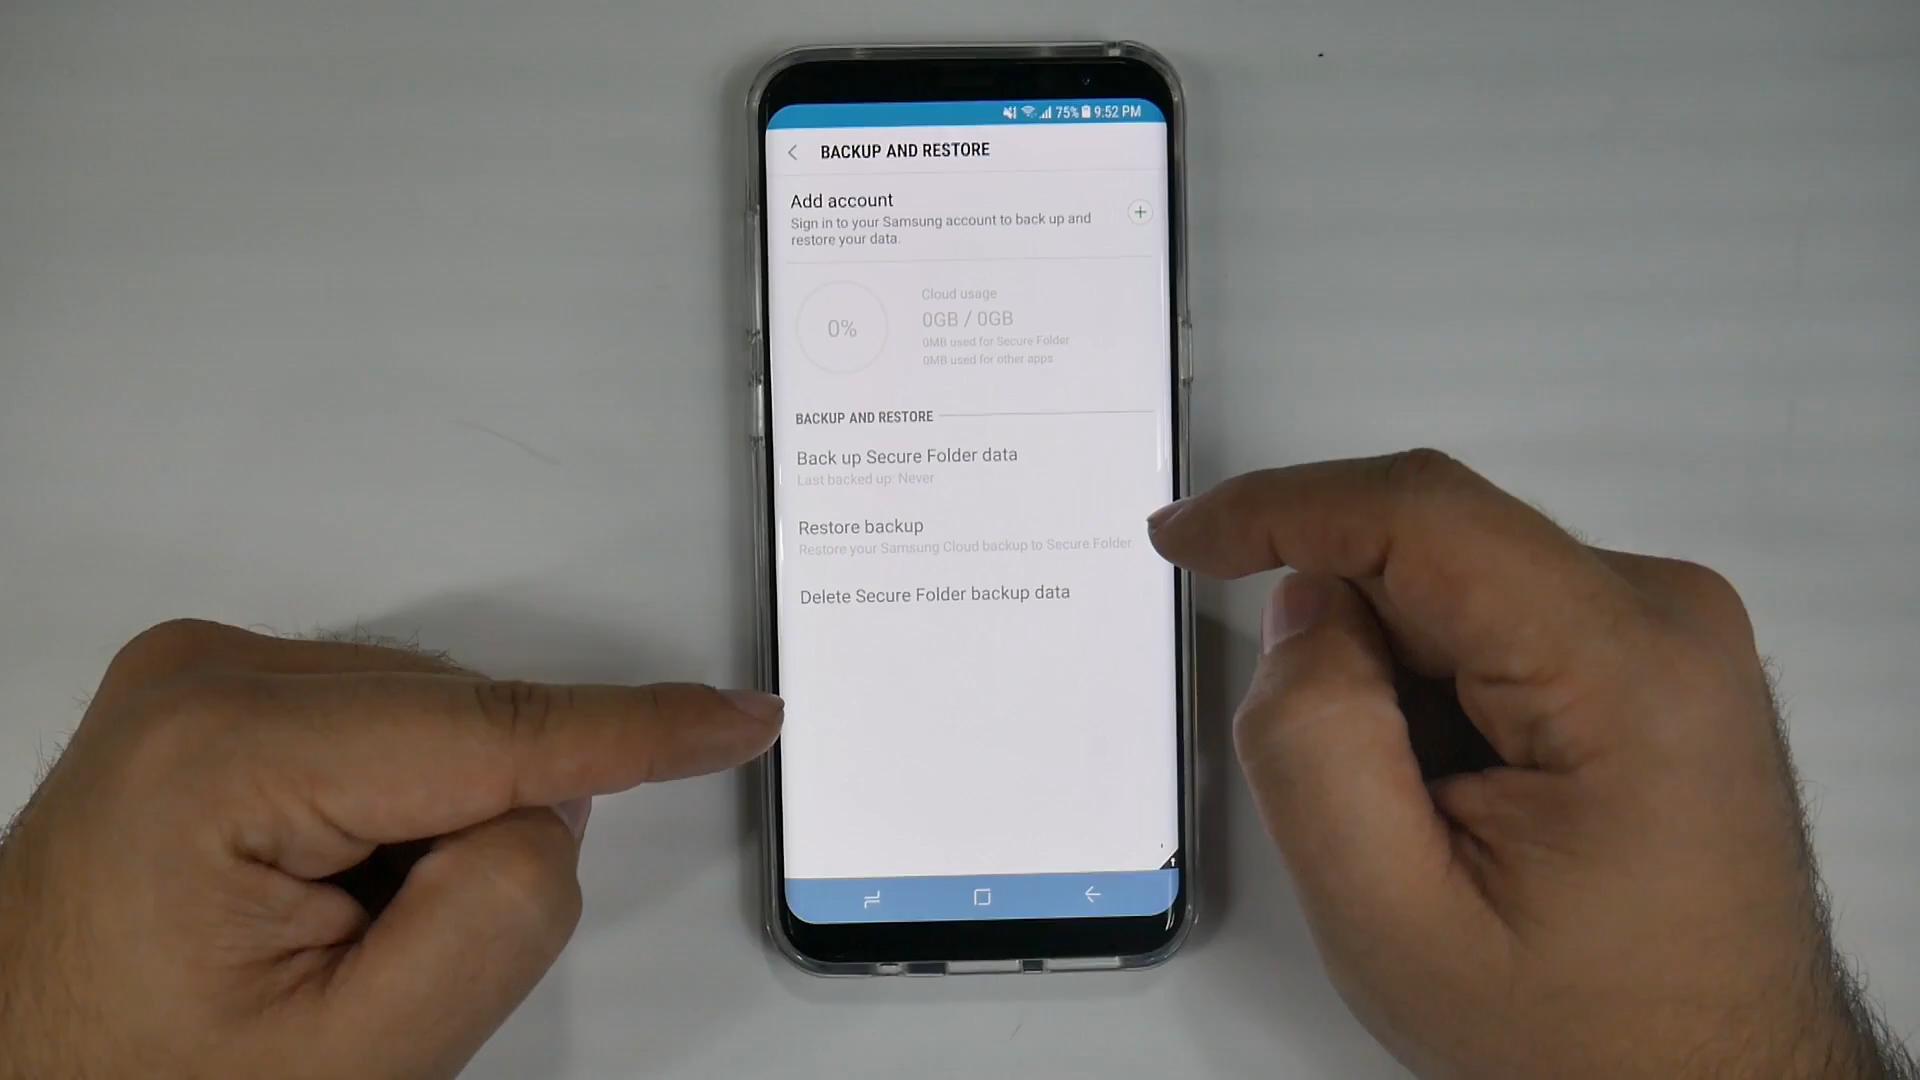 75% 9:52 PM
BACKUP AND RESTORE
Add account
Sign in to your Samsung account to back up and
restore your data.
0%
Cloud usage
0GB / 0GB
0MB used for Secure Folder
0MB used for other apps
BACKUP AND RESTORE
Back up Secure Folder data
Last backed up: Never
Restore backup
Restore your Samsung Cloud backup to Secure Folder
Delete Secure Folder backup data